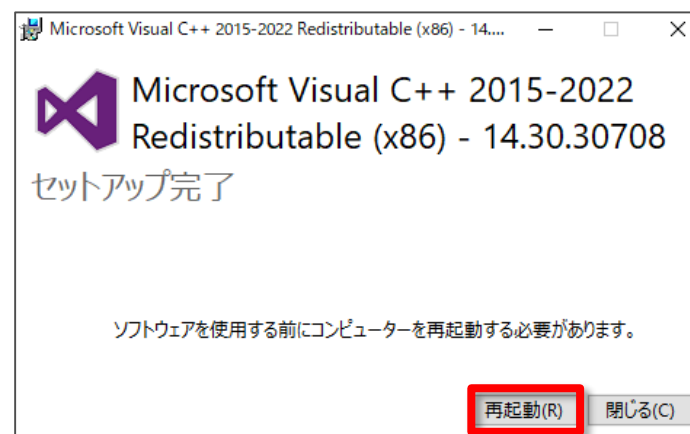 Microsoft Visual C++ 2015-2022 Redistributable (x86) - 14....
Microsoft Visual C++ 2015-2022
Redistributable (x86) - 14.30.30708
セットアップ完了
ソフトウェアを使用する前にコンピューターを再起動する必要があります。
再起動(R) 閉じる(C)